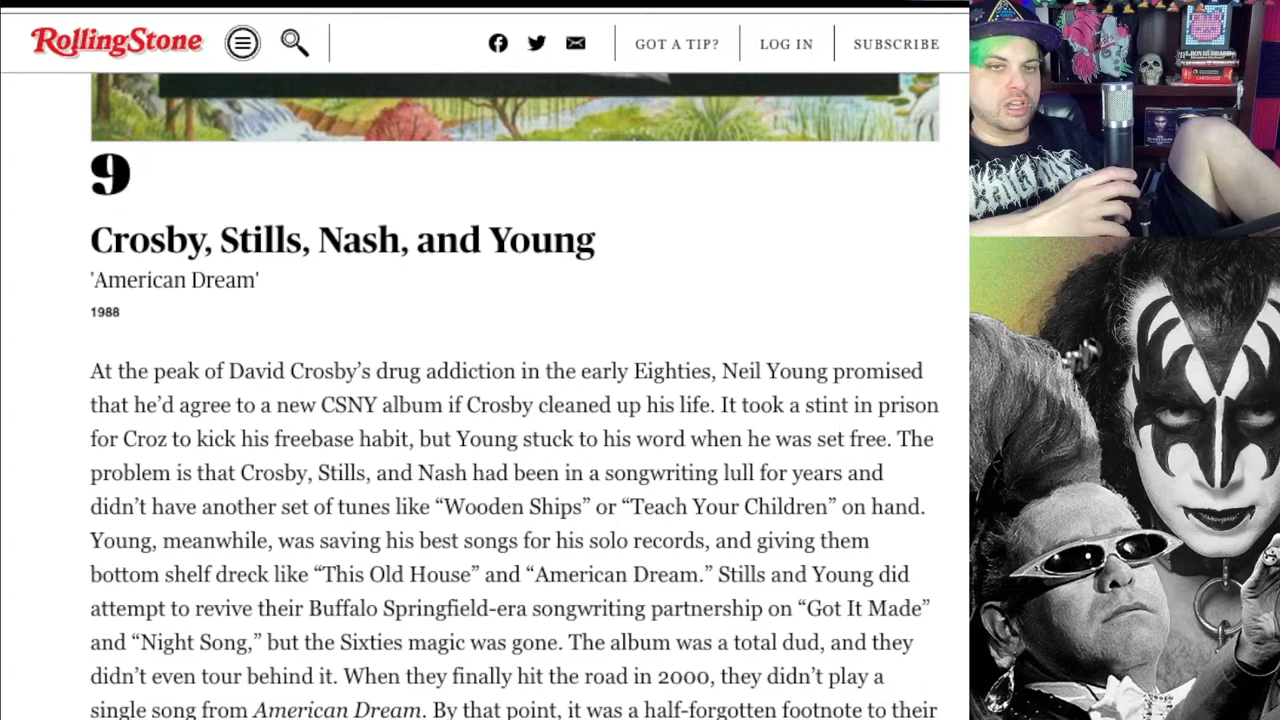 RollingStone
GOT A TIP?
LOG IN
SUBSCRIBE
9
Crosby, Stills, Nash, and Young
'American Dream'
1988
At the peak of David Crosby’s drug addiction in the early Eighties, Neil Young promised
that he’d agree to a new CSNY album if Crosby cleaned up his life. It took a stint in prison
for Croz to kick his freebase habit, but Young stuck to his word when he was set free. The
problem is that Crosby, Stills, and Nash had been in a songwriting lull for years and
didn’t have another set of tunes like “Wooden Ships” or “Teach Your Children” on hand.
Young, meanwhile, was saving his best songs for his solo records, and giving them
bottom shelf dreck like “This Old House” and “American Dream.” Stills and Young did
attempt to revive their Buffalo Springfield-era songwriting partnership on “Got It Made”
and “Night Song,” but the Sixties magic was gone. The album was a total dud, and they
didn’t even tour behind it. When they finally hit the road in 2000, they didn’t play a
single song from American Dream. By that point, it was a half-forgotten footnote to their